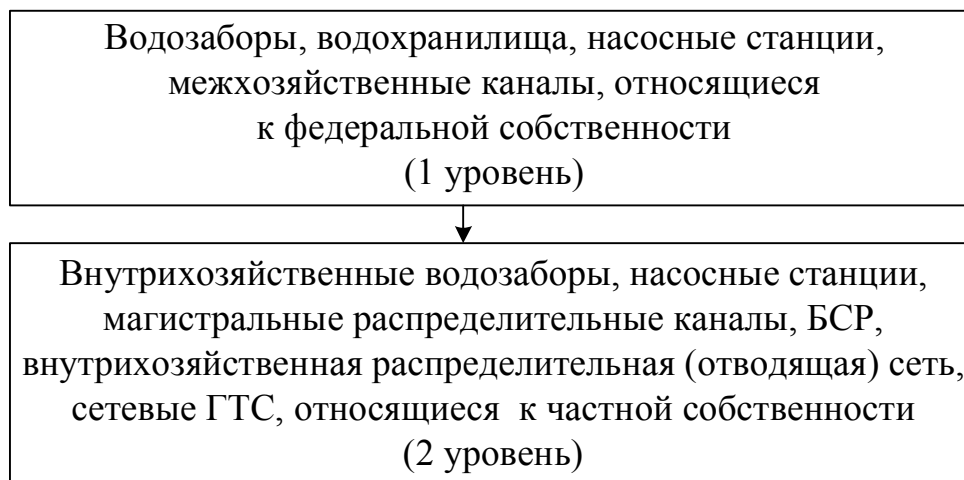 Водозаборы, водохранилища, насосные станции,
межхозяйственные каналы, относящиеся
к федеральной собственности
(1 уровень)
Внутрихозяйственные водозаборы, насосные станции,
магистральные распределительные каналы, БСР,
внутрихозяйственная распределительная (отводящая) сеть,
сетевые ГТС, относящиеся к частной собственности
(2 уровень)